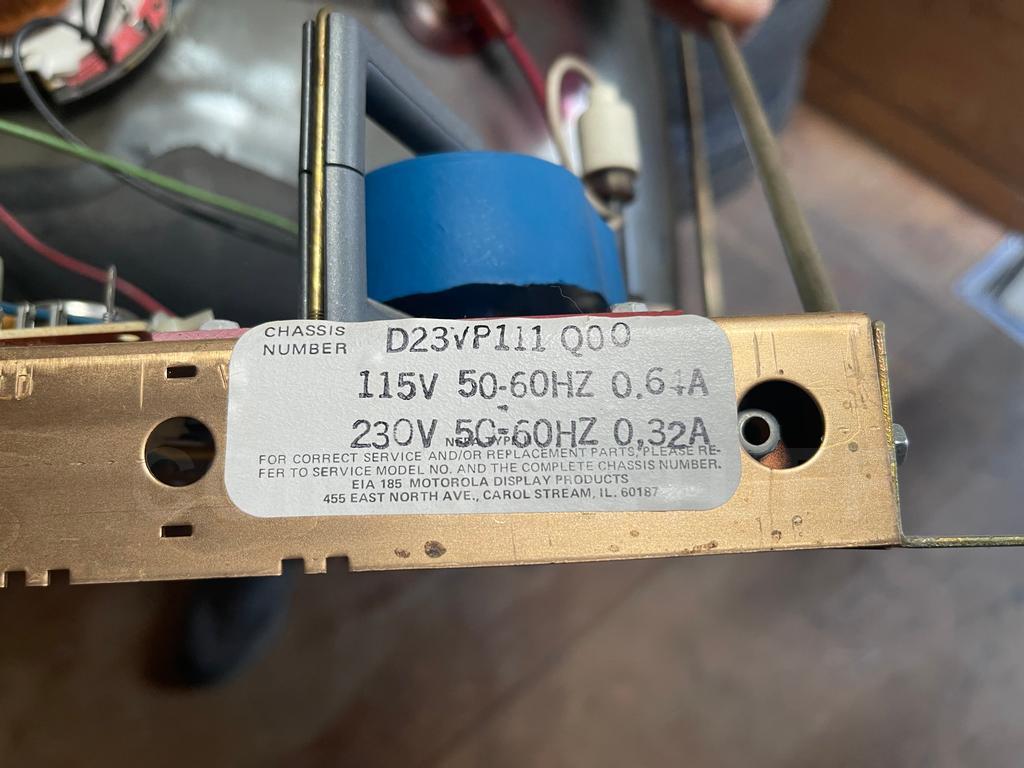 CHASSIS NUMBER D23VP111 Q00
115V 50-60HZ 0.64A
230V 50-60HZ 0,32A
FOR CORRECT SERVICE AND/OR REPLACEMENT PARTS, PLEASE RE-
FER TO SERVICE MODEL NO. AND THE COMPLETE CHASSIS NUMBER.
EIA 185 MOTOROLA DISPLAY PRODUCTS
455 EAST NORTH AVE., CAROL STREAM, IL. 60187